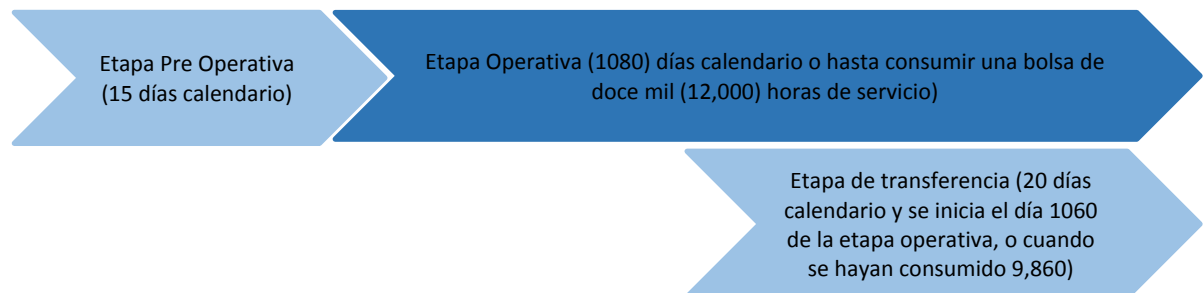 Etapa Pre Operativa
(15 días calendario)
Etapa Operativa (1080) días calendario o hasta consumir una bolsa de
doce mil (12,000) horas de servicio)
Etapa de transferencia (20 días
calendario y se inicia el día 1060
de la etapa operativa, o cuando
se hayan consumido 9,860)